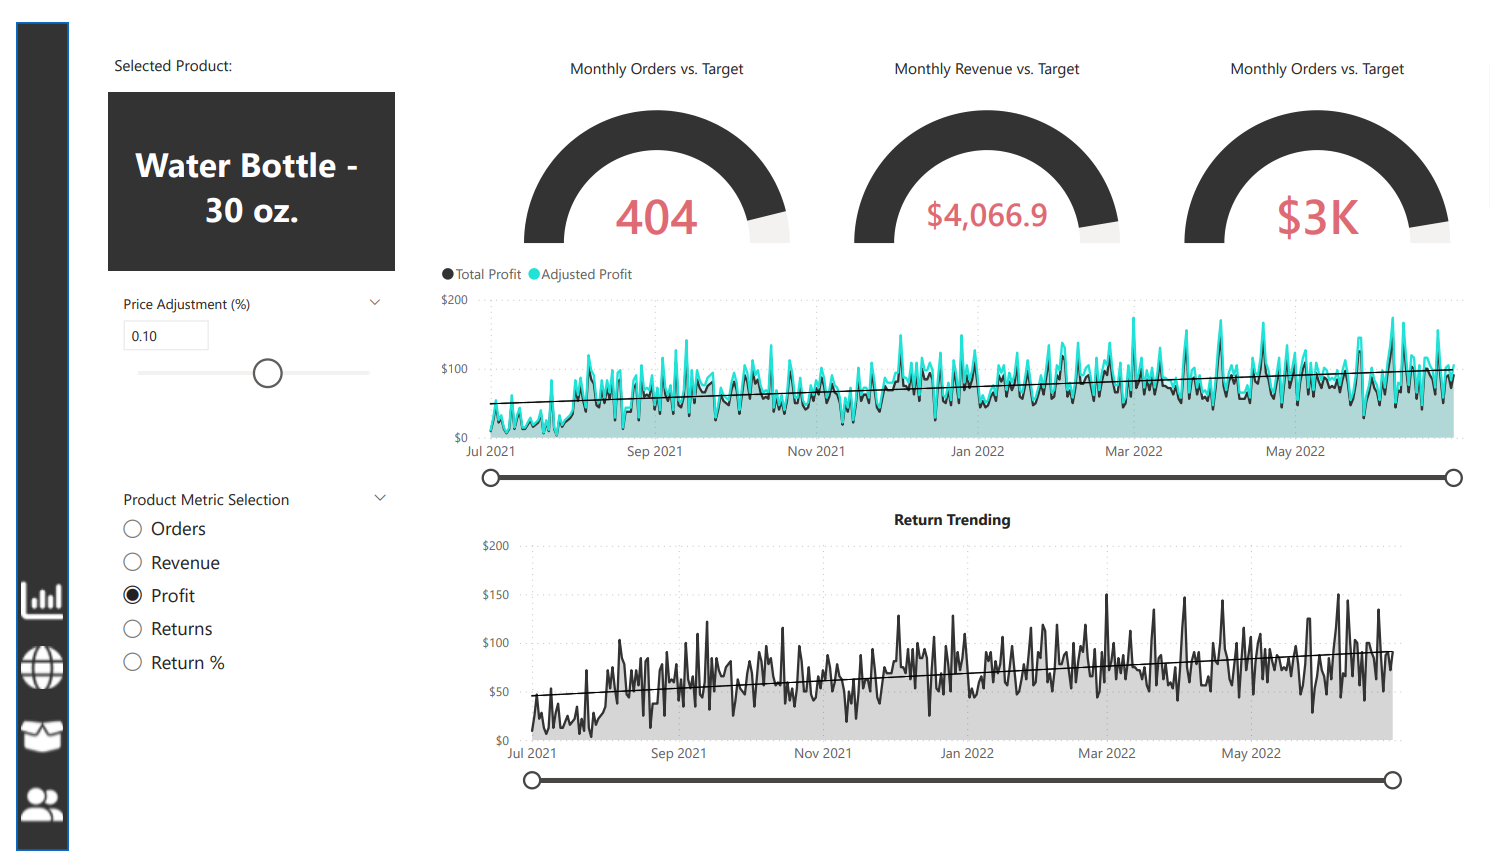 Selected Product:
Water Bottle -
30 oz.
Price Adjustment (%)
0.10
Product Metric Selection
Orders
Revenue
Profit
Returns
Return %
Monthly Orders vs. Target
404
Monthly Revenue vs. Target
$4,066.9
Monthly Orders vs. Target
$3K
Total Profit Adjusted Profit
$200
$100
$0
Jul 2021 Sep 2021 Nov 2021 Jan 2022 Mar 2022 May 2022
Return Trending
$200
$150
$100
$50
$0
Jul 2021 Sep 2021 Nov 2021 Jan 2022 Mar 2022 May 2022